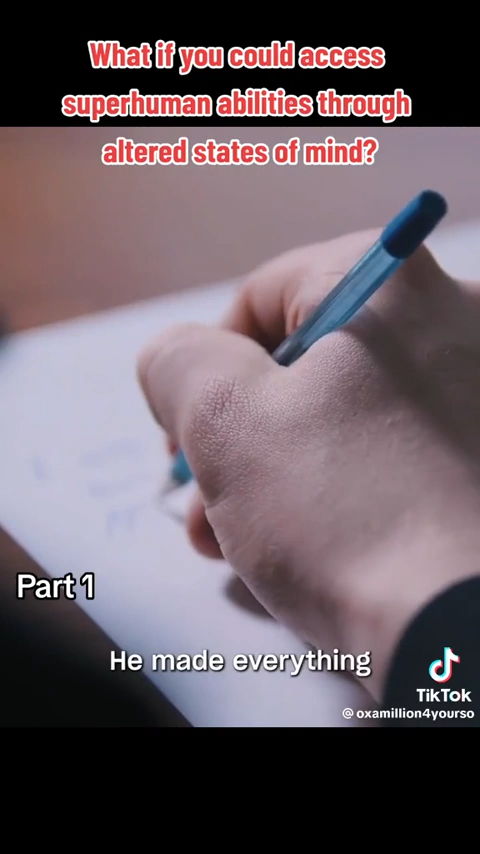 What if you could access
superhuman abilities through
altered states of mind?
Part 1
He made everything
TikTok
@oxamillion4yourso